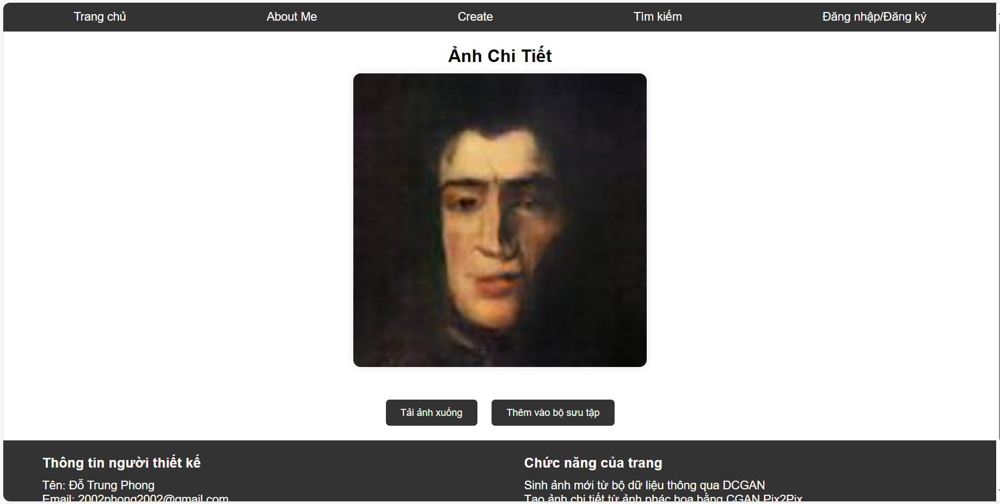 Trang chủ
About Me
Create
Tìm kiếm
Đăng nhập/Đăng ký
Ảnh Chi Tiết
Tải ảnh xuống
Thêm vào bộ sưu tập
Thông tin người thiết kế
Tên: Đỗ Trung Phong
Email: 2002phong2002@gmail.com
Chức năng của trang
Sinh ảnh mới từ bộ dữ liệu thông qua DCGAN
Tạo ảnh chi tiết từ ảnh phác họa bằng CGAN Pix2Pix